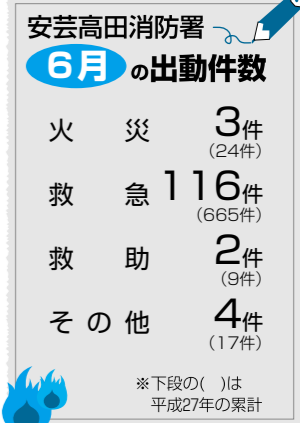 安芸高田消防署
6月の出動件数
火災 3件
(24件)
救急 116件
(665件)
救助 2件
(9件)
その他 4件
(17件)
※下段の( )は
平成27年の累計